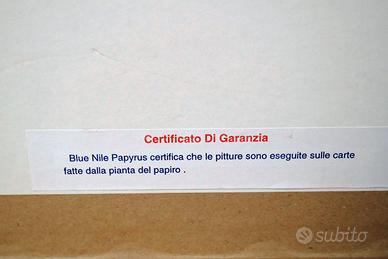 Certificato Di Garanzia
Blue Nile Papyrus certifica che le pitture sono eseguite sulle carte
fatte dalla pianta del papiro .
subito